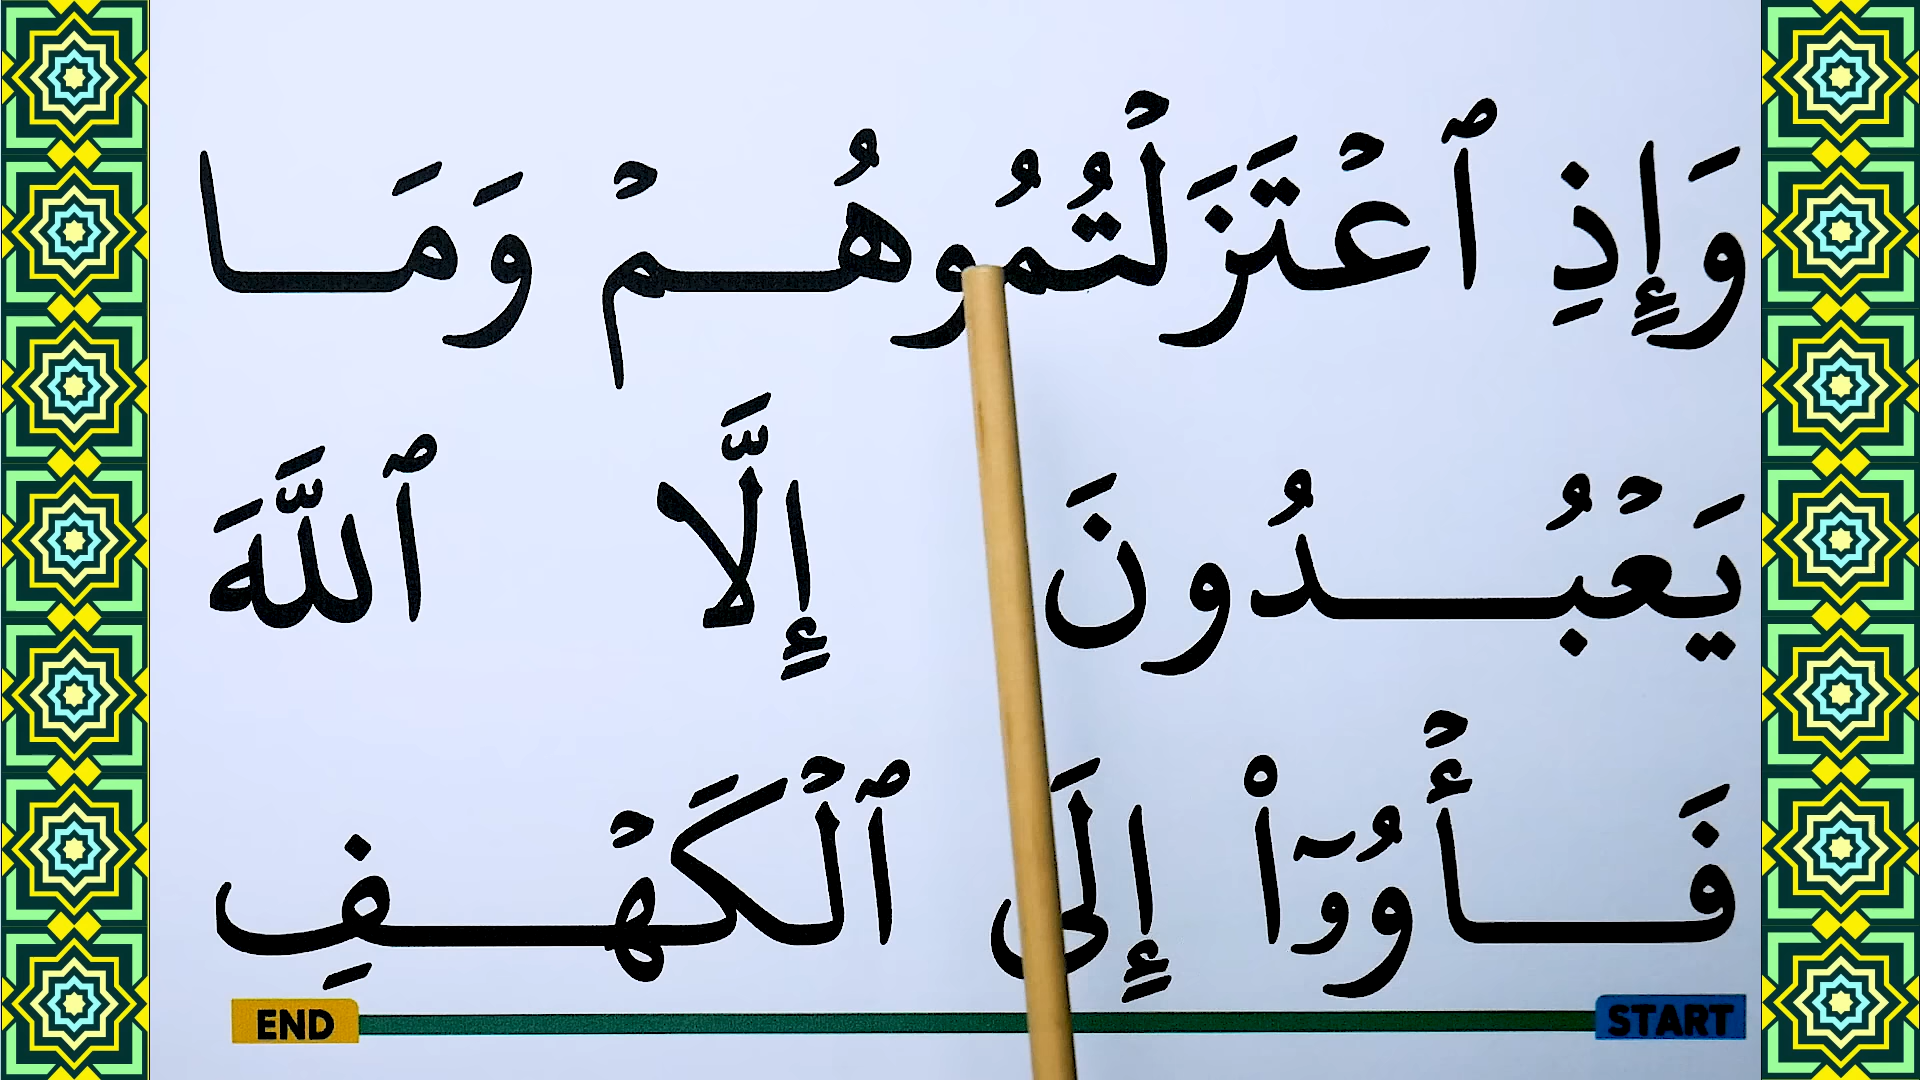 وَإِذِ ٱعْتَزَلْتُمُوهُمْ وَمَا
يَعْبُدُونَ إِلَّا ٱللَّهَ
فَأْوُۥٓا۟ إِلَى ٱلْكَهْفِ
END START